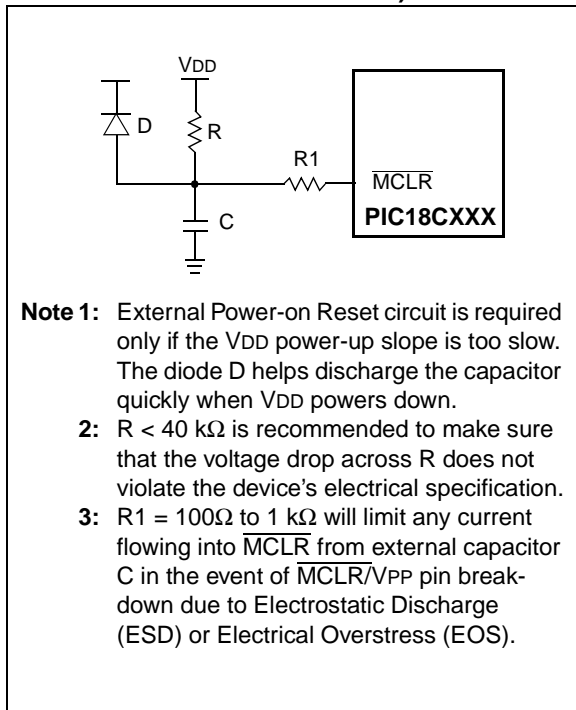 VDD
D
R
R1
MCLR
PIC18CXXX
C
Note 1: External Power-on Reset circuit is required
only if the VDD power-up slope is too slow.
The diode D helps discharge the capacitor
quickly when VDD powers down.
2: R < 40 kΩ is recommended to make sure
that the voltage drop across R does not
violate the device's electrical specification.
3: R1 = 100Ω to 1 kΩ will limit any current
flowing into MCLR from external capacitor
C in the event of MCLR/VPP pin break-
down due to Electrostatic Discharge
(ESD) or Electrical Overstress (EOS).